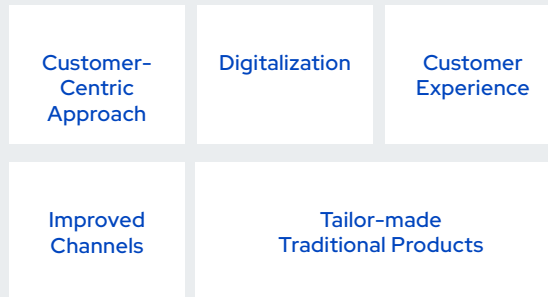 Customer-
Centric
Approach
Digitalization
Customer
Experience
Improved
Channels
Tailor-made
Traditional Products